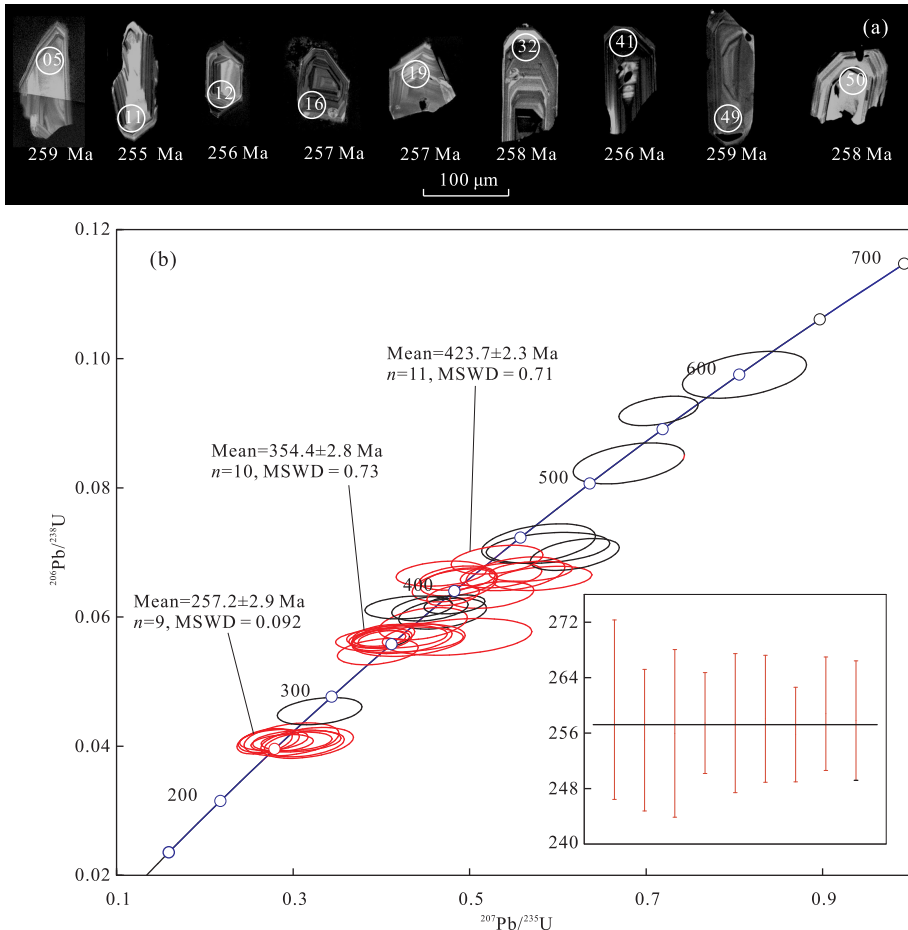 (a)
05 11 12 16 19 32 41 49 50
259 Ma 255 Ma 256 Ma 257 Ma 257 Ma 258 Ma 256 Ma 259 Ma 258 Ma
100 μm
(b)
0.12
0.10
0.08
0.06
0.04
0.02
0.1 0.3 0.5 0.7 0.9
²⁰⁶Pb/²³⁸U
²⁰⁷Pb/²³⁵U
700
600
500
400
300
200
Mean=423.7±2.3 Ma
n=11, MSWD = 0.71
Mean=354.4±2.8 Ma
n=10, MSWD = 0.73
Mean=257.2±2.9 Ma
n=9, MSWD = 0.092
272
264
256
248
240